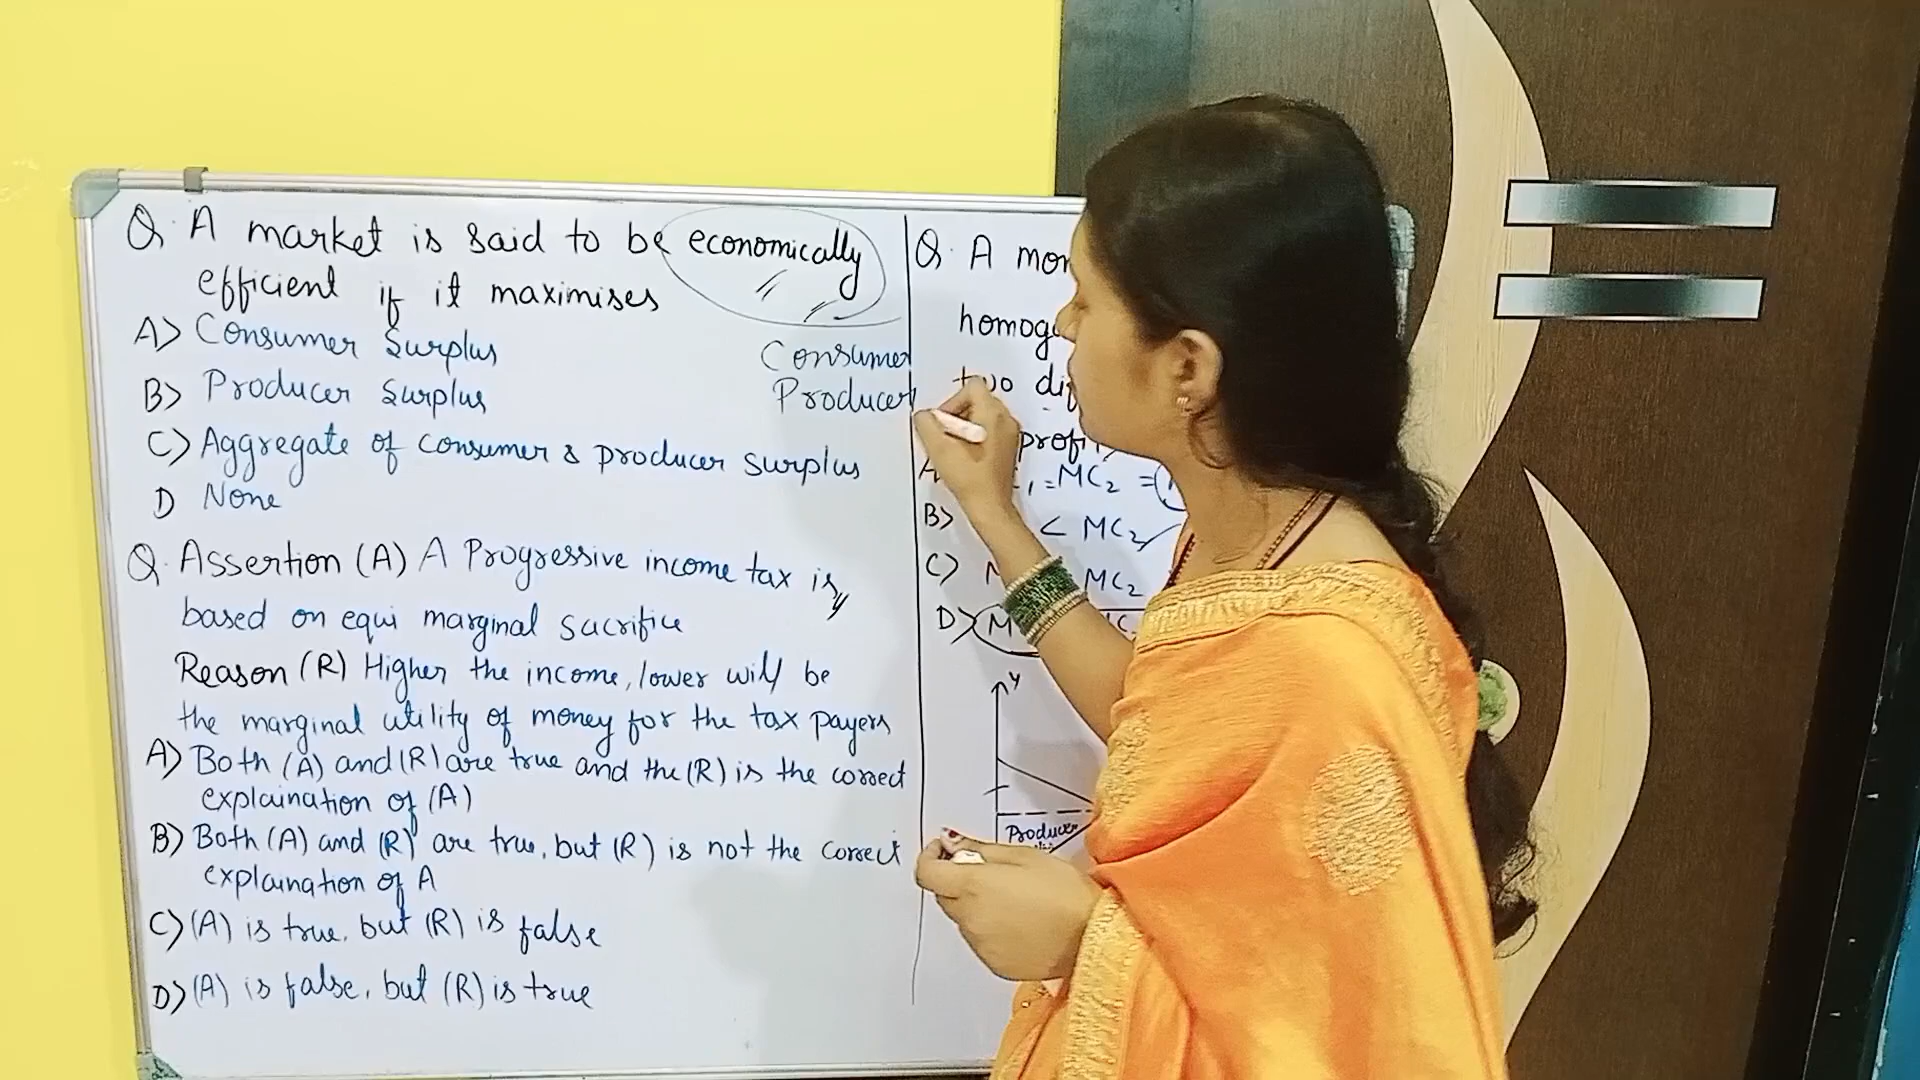 Q. A market is said to be economically
efficient if it maximises
A) Consumer Surplus
B) Producer Surplus
C) Aggregate of consumer & producer surplus
D None
Consumer
Producer
Q. Assertion (A) A Progressive income tax is
based on equi marginal sacrifice
Reason (R) Higher the income, lower will be
the marginal utility of money for the tax payers
A) Both (A) and (R) are true and the (R) is the correct
explaination of (A)
B) Both (A) and (R) are true, but (R) is not the correct
explaination of A
C) (A) is true, but (R) is false
D) (A) is false, but (R) is true
Q. A
two
= MC2 =
B) < MC2
C) MC2
D)
y
Producer